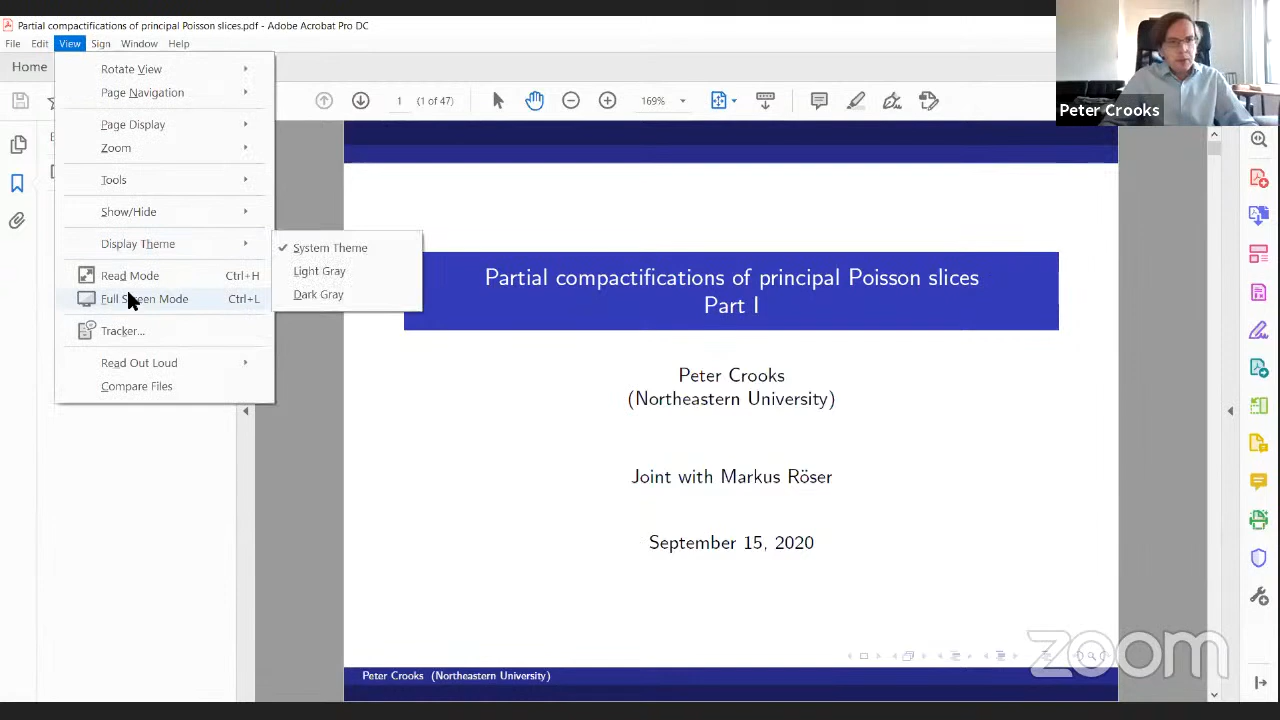 Partial compactifications of principal Poisson slices.pdf - Adobe Acrobat Pro DC
File Edit View Sign Window Help
Home
1 (1 of 47) 169%
Rotate View
Page Navigation
Page Display
Zoom
Tools
Show/Hide
Display Theme
Read Mode Ctrl+H
Full Screen Mode Ctrl+L
Tracker...
Read Out Loud
Compare Files
System Theme
Light Gray
Dark Gray
Partial compactifications of principal Poisson slices
Part I
Peter Crooks
(Northeastern University)
Joint with Markus Röser
September 15, 2020
Peter Crooks (Northeastern University)
Peter Crooks
zoom